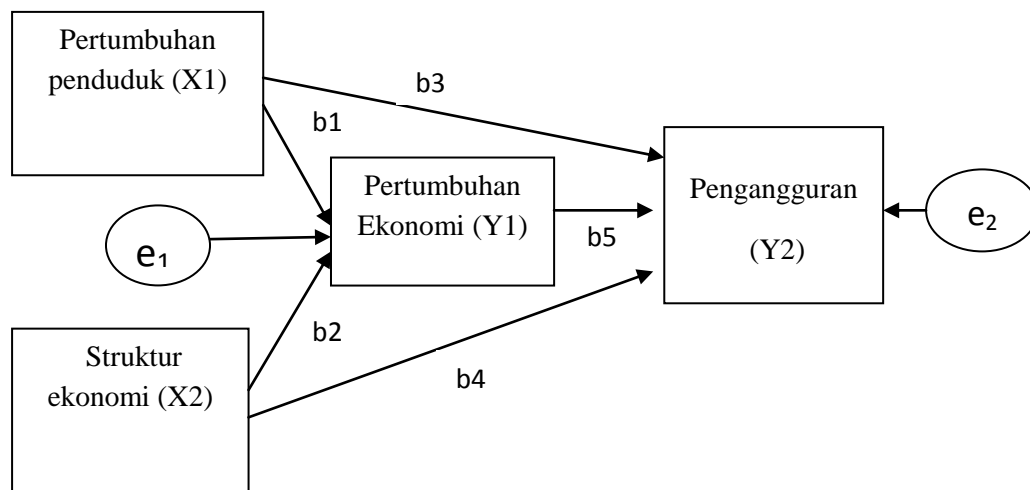 Pertumbuhan
penduduk (X1)
b3
b1
Pertumbuhan
Ekonomi (Y1)
b5
Pengangguran
(Y2)
e₁
e₂
b2
Struktur
ekonomi (X2)
b4